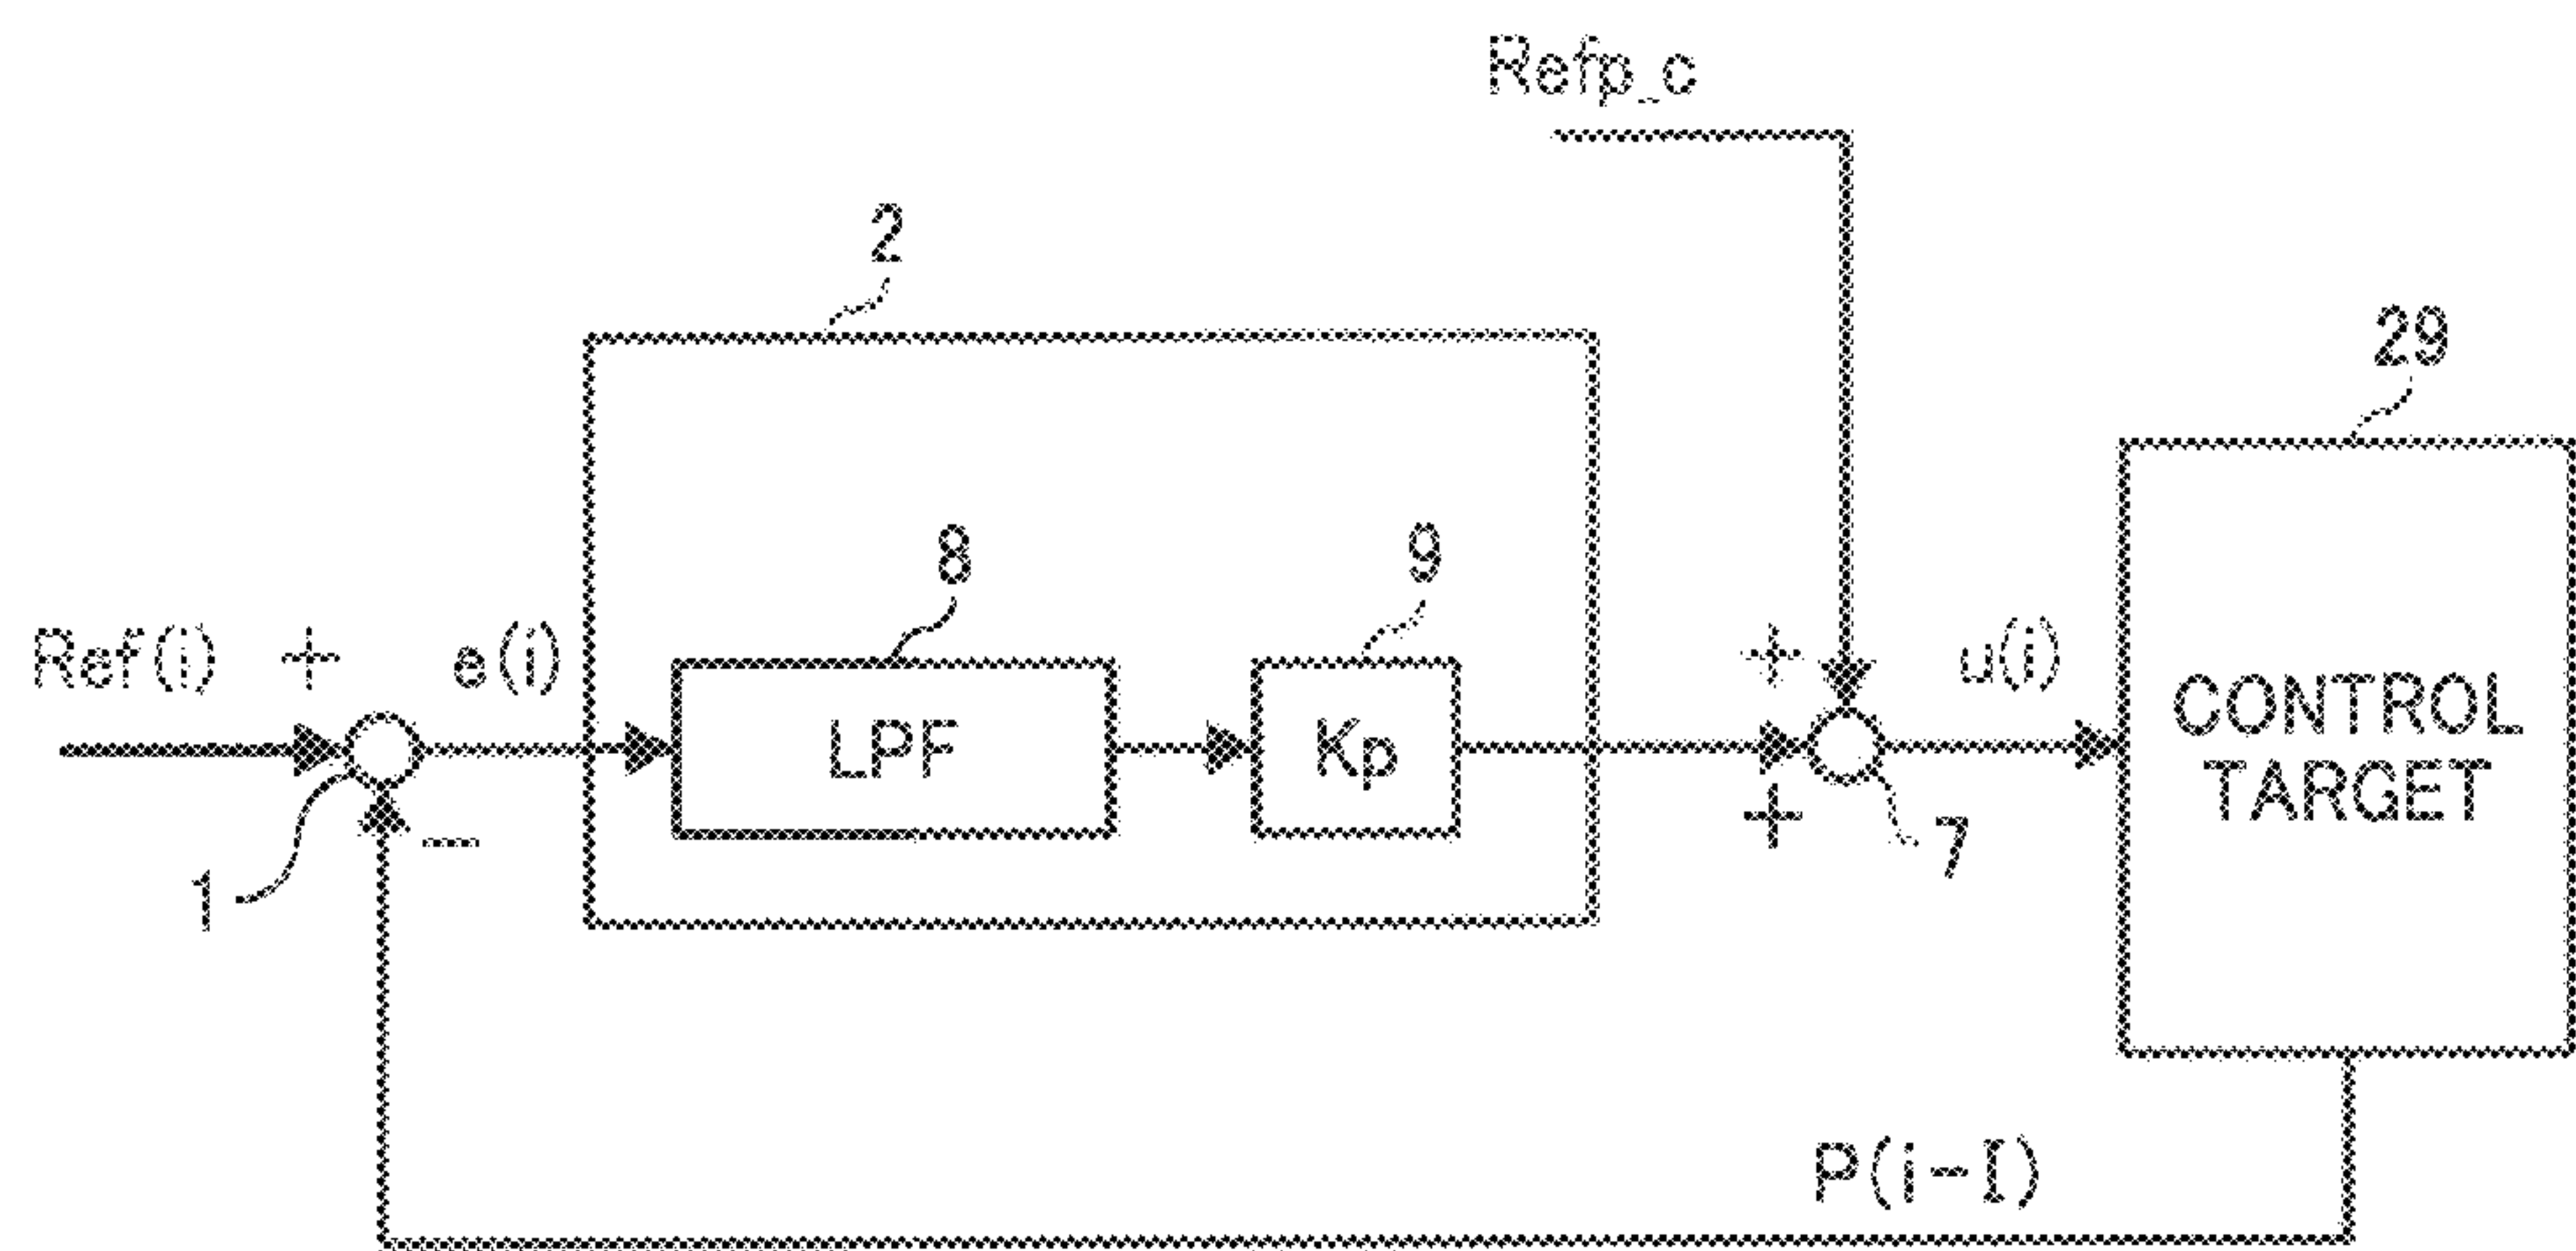 Refp_c
2
29
8
9
Ref(i) + e(i)
+ u(i)
LPF
Kp
CONTROL
TARGET
−
+
1
7
P(i-I)